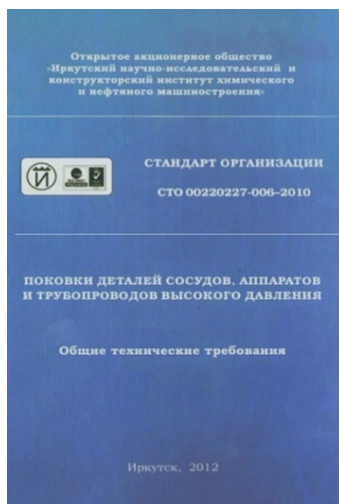 Открытое акционерное общество
«Иркутский научно-исследовательский и
конструкторский институт химического
и нефтяного машиностроения»
СТАНДАРТ ОРГАНИЗАЦИИ
СТО 00220227-006–2010
ПОКОВКИ ДЕТАЛЕЙ СОСУДОВ, АППАРАТОВ
И ТРУБОПРОВОДОВ ВЫСОКОГО ДАВЛЕНИЯ
Общие технические требования
Иркутск, 2012